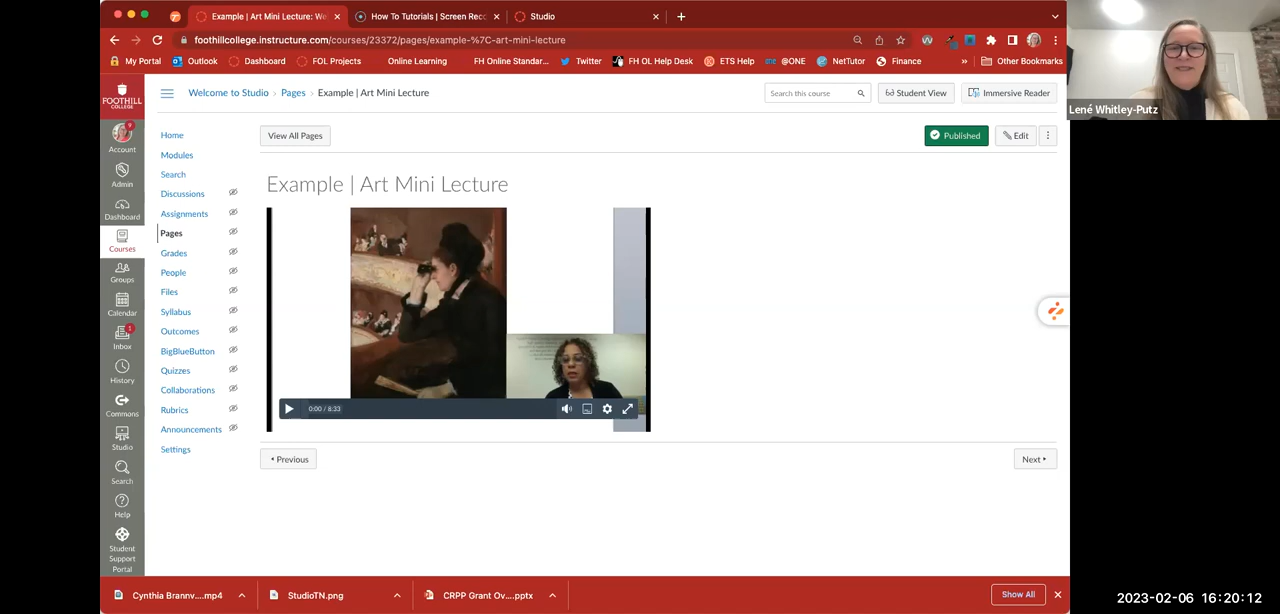 Example | Art Mini Lecture: We
How To Tutorials | Screen Rec
Studio
foothillcollege.instructure.com/courses/23372/pages/example-%7C-art-mini-lecture
My Portal
Outlook
Dashboard
FOL Projects
Online Learning
FH Online Standar...
Twitter
FH OL Help Desk
ETS Help
@ONE
NetTutor
Finance
»
Other Bookmarks
Lené Whitley-Putz
FOOTHILL
COLLEGE
9
Account
Admin
Dashboard
Courses
Groups
Calendar
1
Inbox
History
Commons
Studio
Search
Help
Student
Support
Portal
Welcome to Studio > Pages > Example | Art Mini Lecture
Search this course
Student View
Immersive Reader
Home
Modules
Search
Discussions
Assignments
Pages
Grades
People
Files
Syllabus
Outcomes
BigBlueButton
Quizzes
Collaborations
Rubrics
Announcements
Settings
View All Pages
Published
Edit
Example | Art Mini Lecture
0:00 / 8:33
Previous
Next
Cynthia Brannv....mp4
StudioTN.png
CRPP Grant Ov....pptx
Show All
2023-02-06 16:20:12